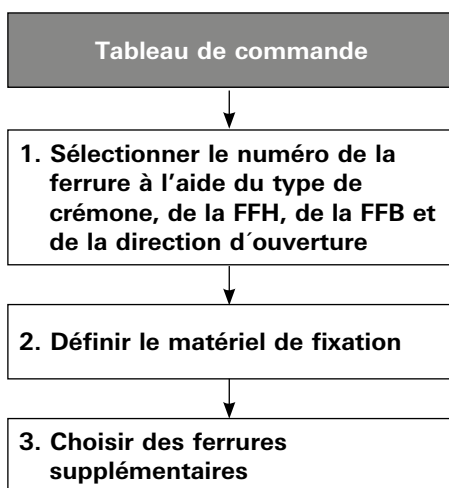 Tableau de commande
1. Sélectionner le numéro de la
ferrure à l'aide du type de
crémone, de la FFH, de la FFB et
de la direction d´ouverture
2. Définir le matériel de fixation
3. Choisir des ferrures
supplémentaires